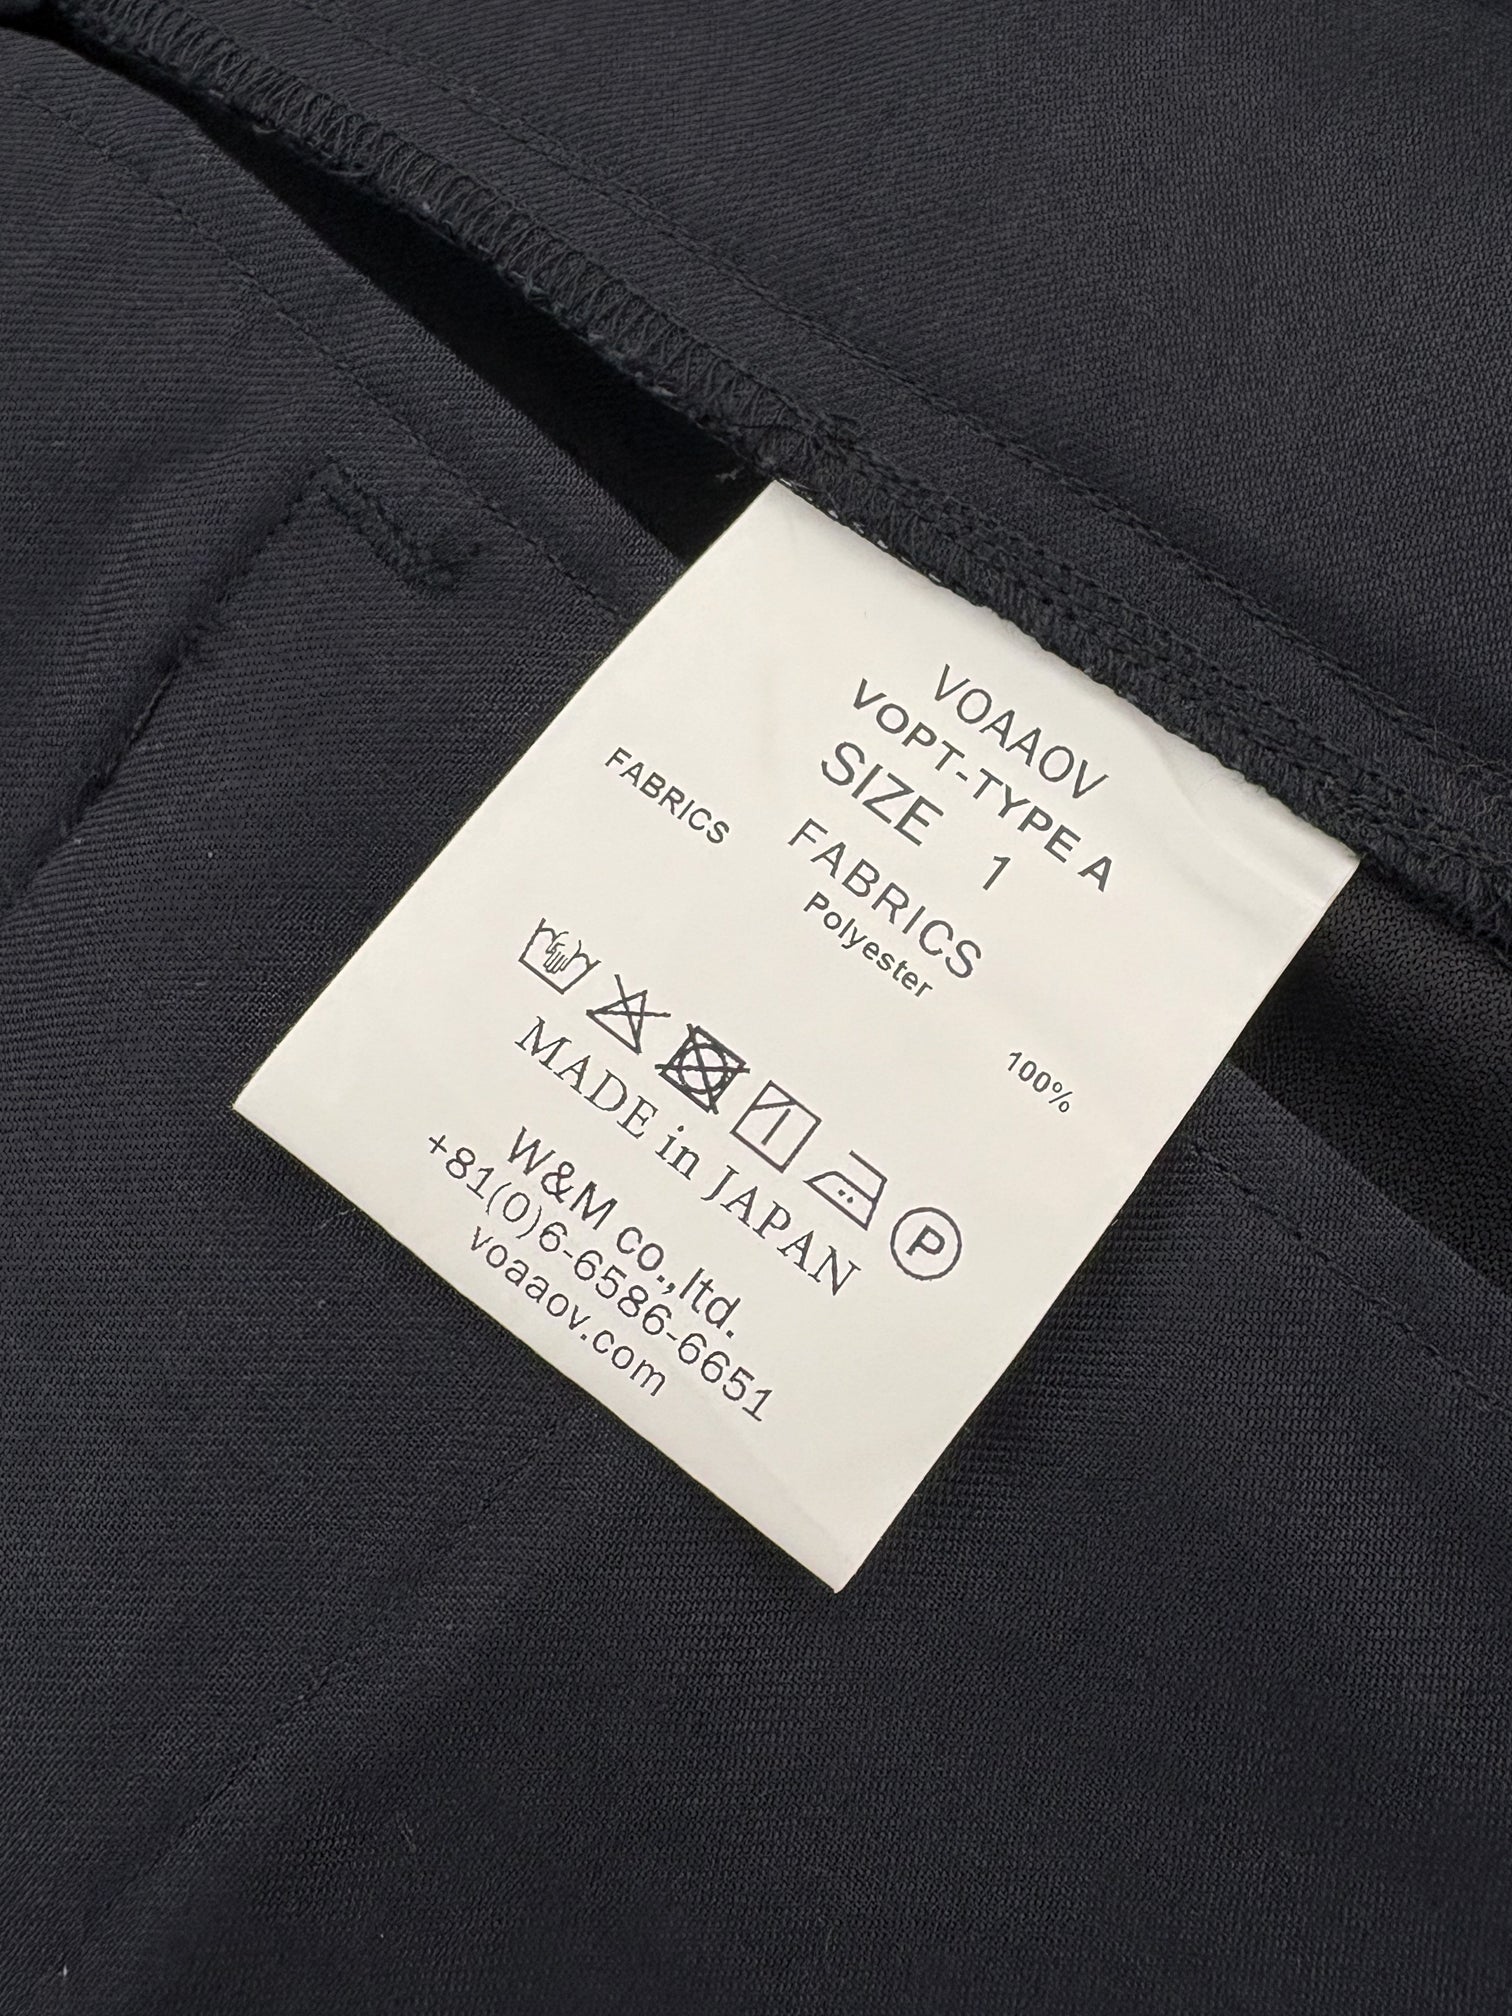 VOAAOV
VOPT-TYPE A
SIZE 1
FABRICS
FABRICS
Polyester 100%
P
MADE in JAPAN
W&M co.,ltd.
+81(0)6-6586-6651
voaaov.com